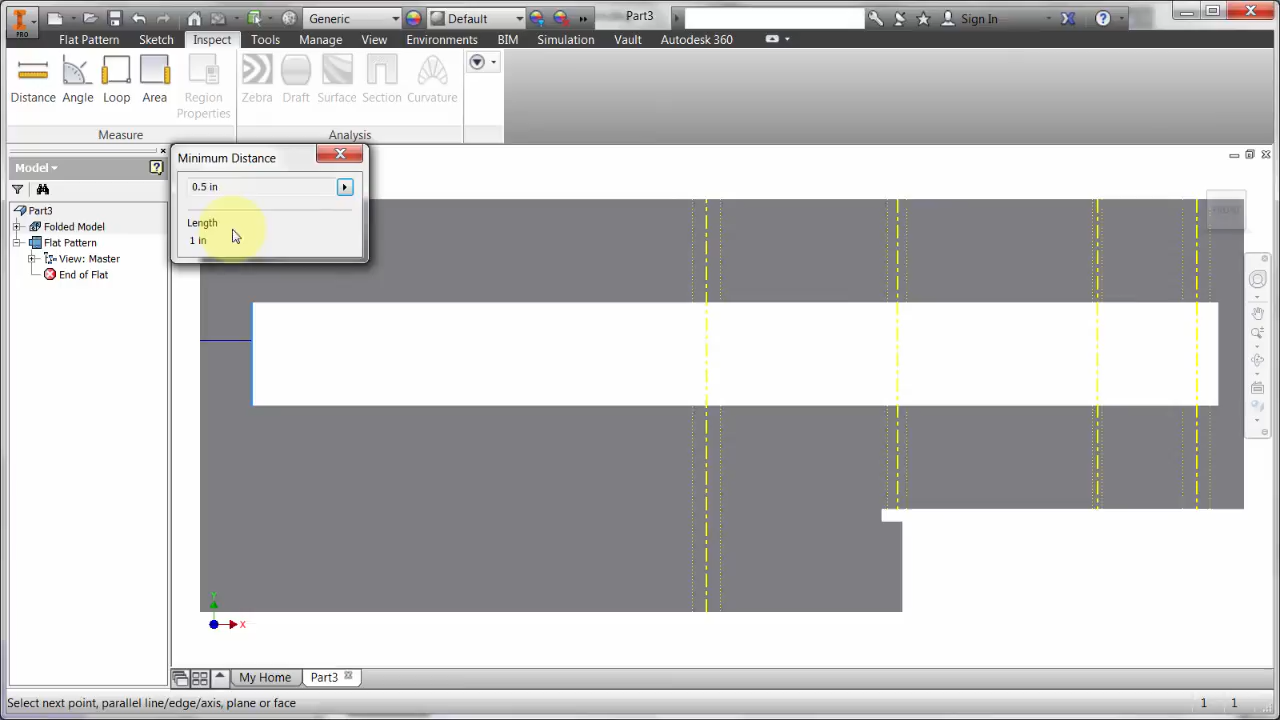 Generic
Default
Part3
Sign In
PRO
Flat Pattern
Sketch
Inspect
Tools
Manage
View
Environments
BIM
Simulation
Vault
Autodesk 360
Distance
Angle
Loop
Area
Region
Properties
Zebra
Draft
Surface
Section
Curvature
Measure
Analysis
Model
Part3
Folded Model
Flat Pattern
View: Master
End of Flat
Minimum Distance
0.5 in
Length
1 in
FRONT
Y
X
My Home
Part3
Select next point, parallel line/edge/axis, plane or face
1
1